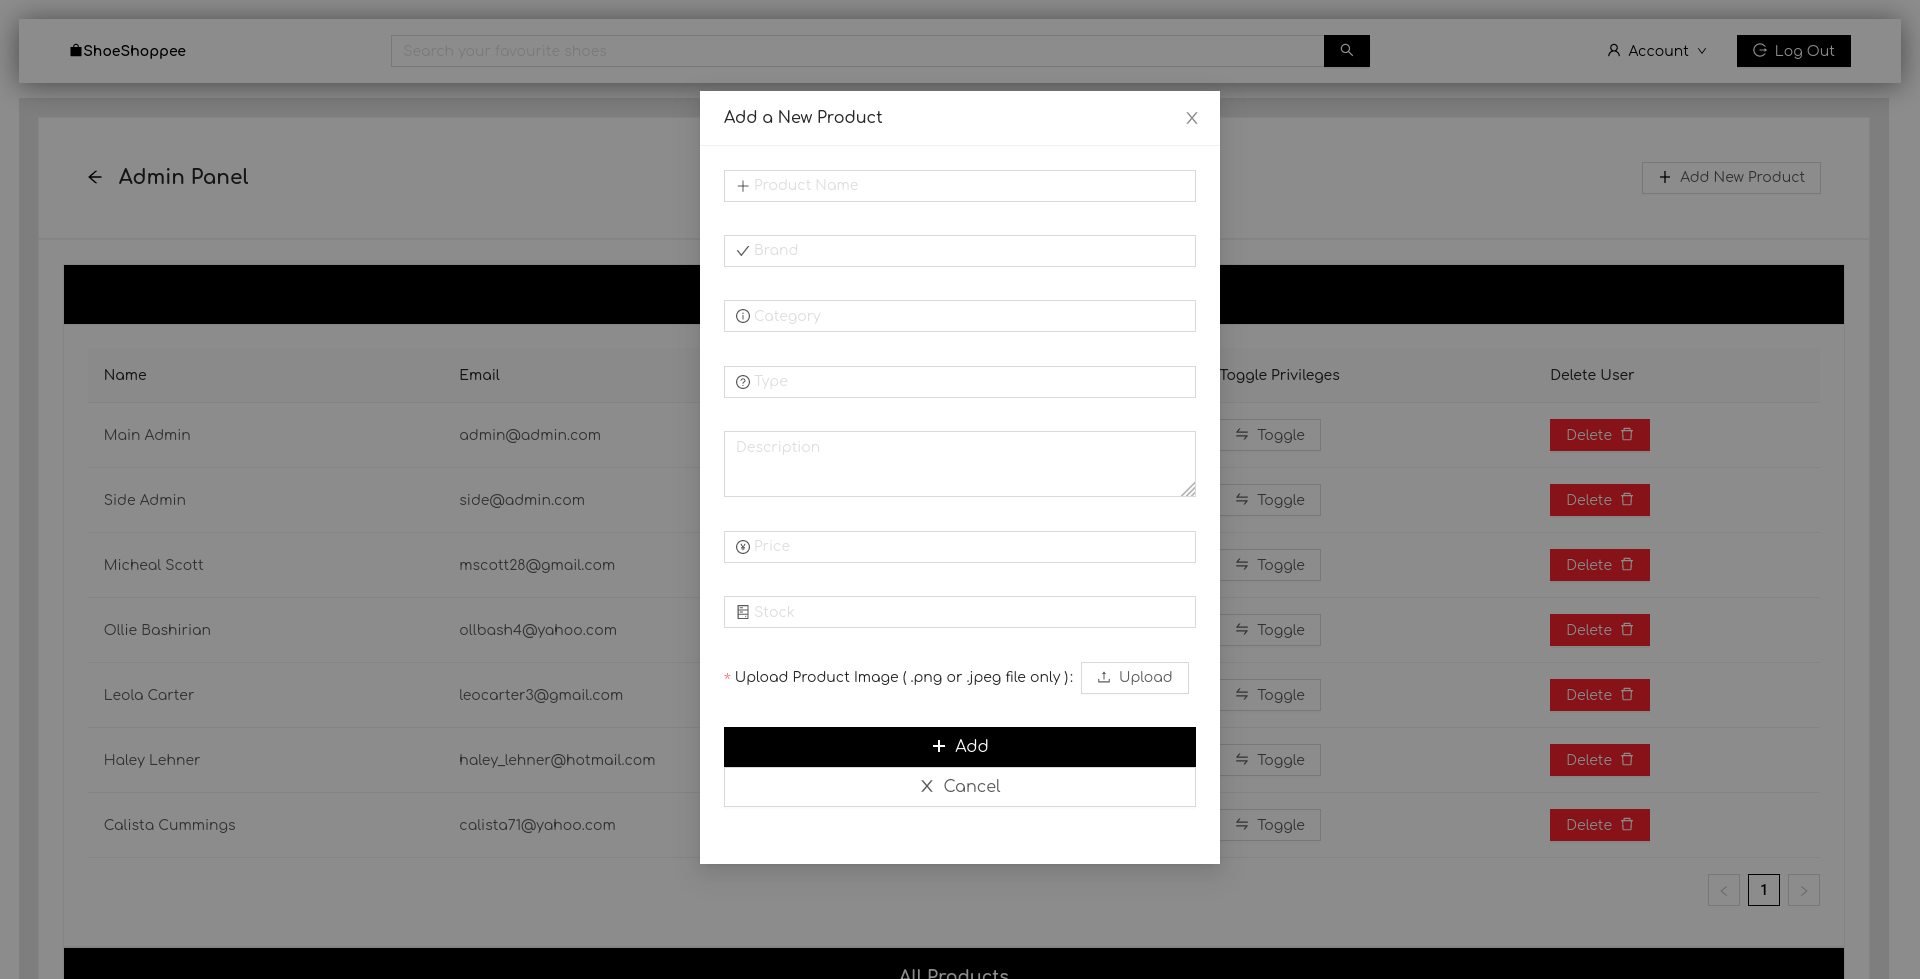 ShoeShoppee
Search your favourite shoes
Account
Log Out
Add a New Product
Admin Panel
Add New Product
Product Name
Brand
Category
Type
Description
Price
Stock
* Upload Product Image ( .png or .jpeg file only ): Upload
Add
Cancel
Name Email Toggle Privileges Delete User
Main Admin admin@admin.com Toggle Delete
Side Admin side@admin.com Toggle Delete
Micheal Scott mscott28@gmail.com Toggle Delete
Ollie Bashirian ollbash4@yahoo.com Toggle Delete
Leola Carter leocarter3@gmail.com Toggle Delete
Haley Lehner haley_lehner@hotmail.com Toggle Delete
Calista Cummings calista71@yahoo.com Toggle Delete
< 1 >
All Products